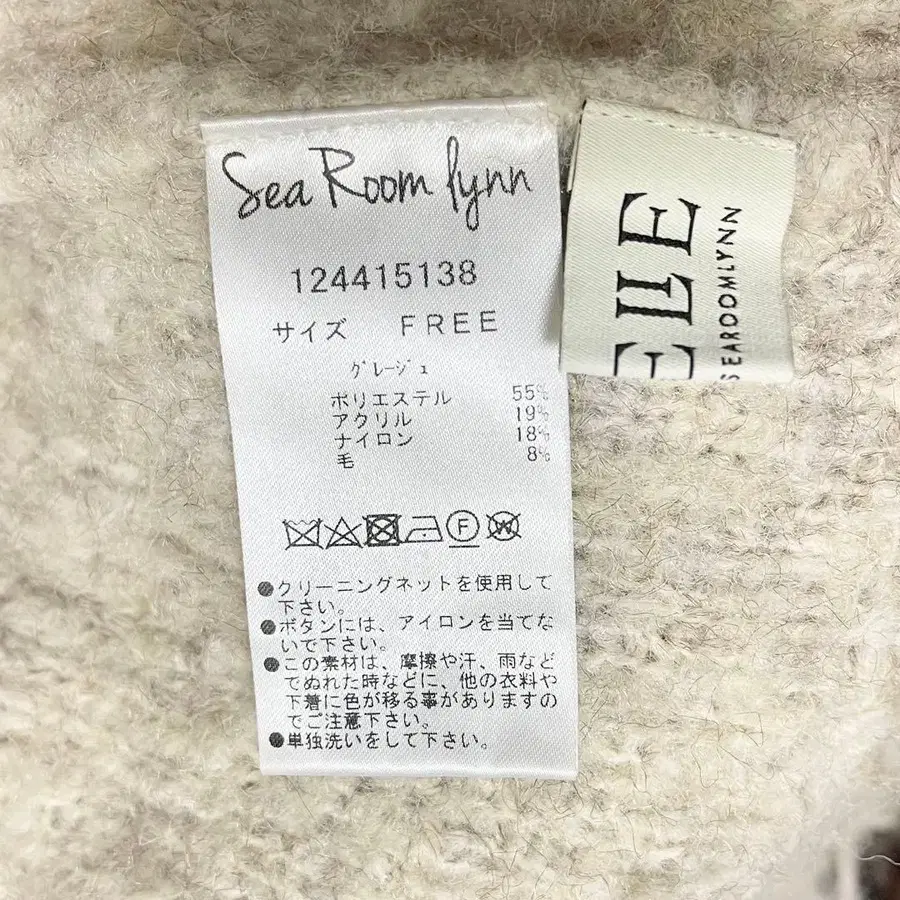 Sea Room lynn
124415138
サイズ FREE
グレージュ
ポリエステル 55%
アクリル 19%
ナイロン 18%
毛 8%
F W
●クリーニングネットを使用して
下さい。
●ボタンには、アイロンを当てな
いで下さい。
●この素材は、摩擦や汗、雨など
でぬれた時などに、他の衣料や
下着に色が移る事がありますの
でご注意下さい。
●単独洗いをして下さい。
ELLE
SEAROOMLYNN